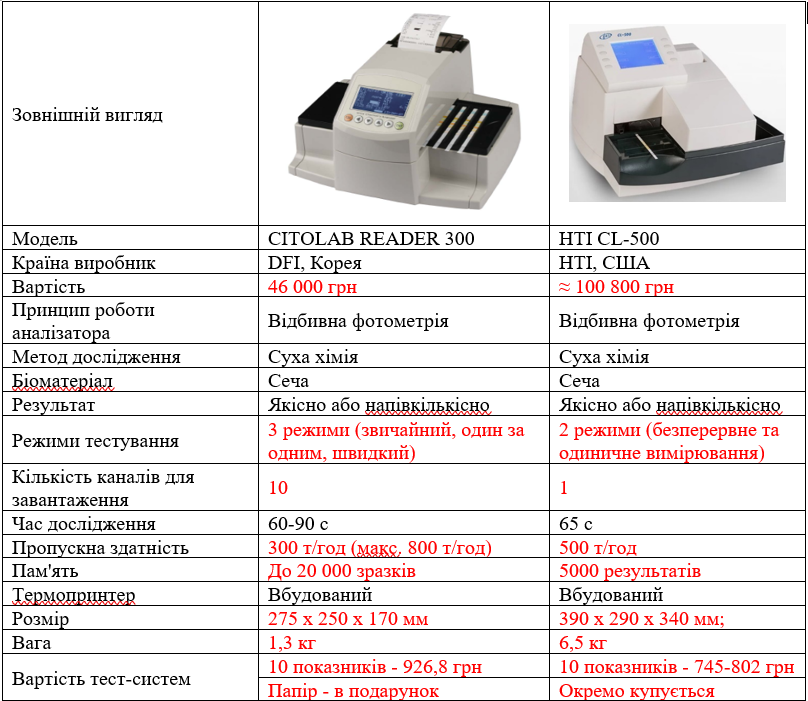 Зовнішній вигляд
CL-500
Модель CITOLAB READER 300 HTI CL-500
Країна виробник DFI, Корея HTI, США
Вартість 46 000 грн ≈ 100 800 грн
Принцип роботи
аналізатора Відбивна фотометрія Відбивна фотометрія
Метод дослідження Суха хімія Суха хімія
Біоматеріал Сеча Сеча
Результат Якісно або напівкількісно Якісно або напівкількісно
Режими тестування 3 режими (звичайний, один за
одним, швидкий) 2 режими (безперервне та
одиничне вимірювання)
Кількість каналів для
завантаження 10 1
Час дослідження 60-90 с 65 с
Пропускна здатність 300 т/год (макс. 800 т/год) 500 т/год
Пам'ять До 20 000 зразків 5000 результатів
Термопринтер Вбудований Вбудований
Розмір 275 x 250 x 170 мм 390 x 290 x 340 мм;
Вага 1,3 кг 6,5 кг
Вартість тест-систем 10 показників - 926,8 грн 10 показників - 745-802 грн
Папір - в подарунок Окремо купується